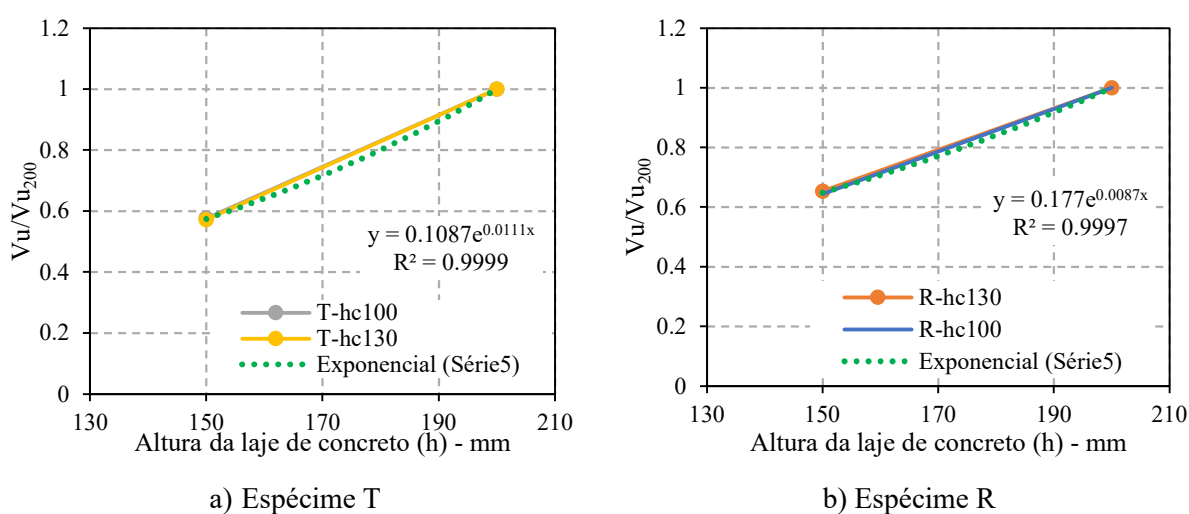 1.2
1
0.8
0.6
0.4
0.2
0
Vu/Vu200
y = 0.1087e0.0111x
R² = 0.9999
T-hc100
T-hc130
Exponencial (Série5)
130 150 170 190 210
Altura da laje de concreto (h) - mm
a) Espécime T
1.2
1
0.8
0.6
0.4
0.2
0
Vu/Vu200
y = 0.177e0.0087x
R² = 0.9997
R-hc130
R-hc100
Exponencial (Série5)
130 150 170 190 210
Altura da laje de concreto (h) - mm
b) Espécime R